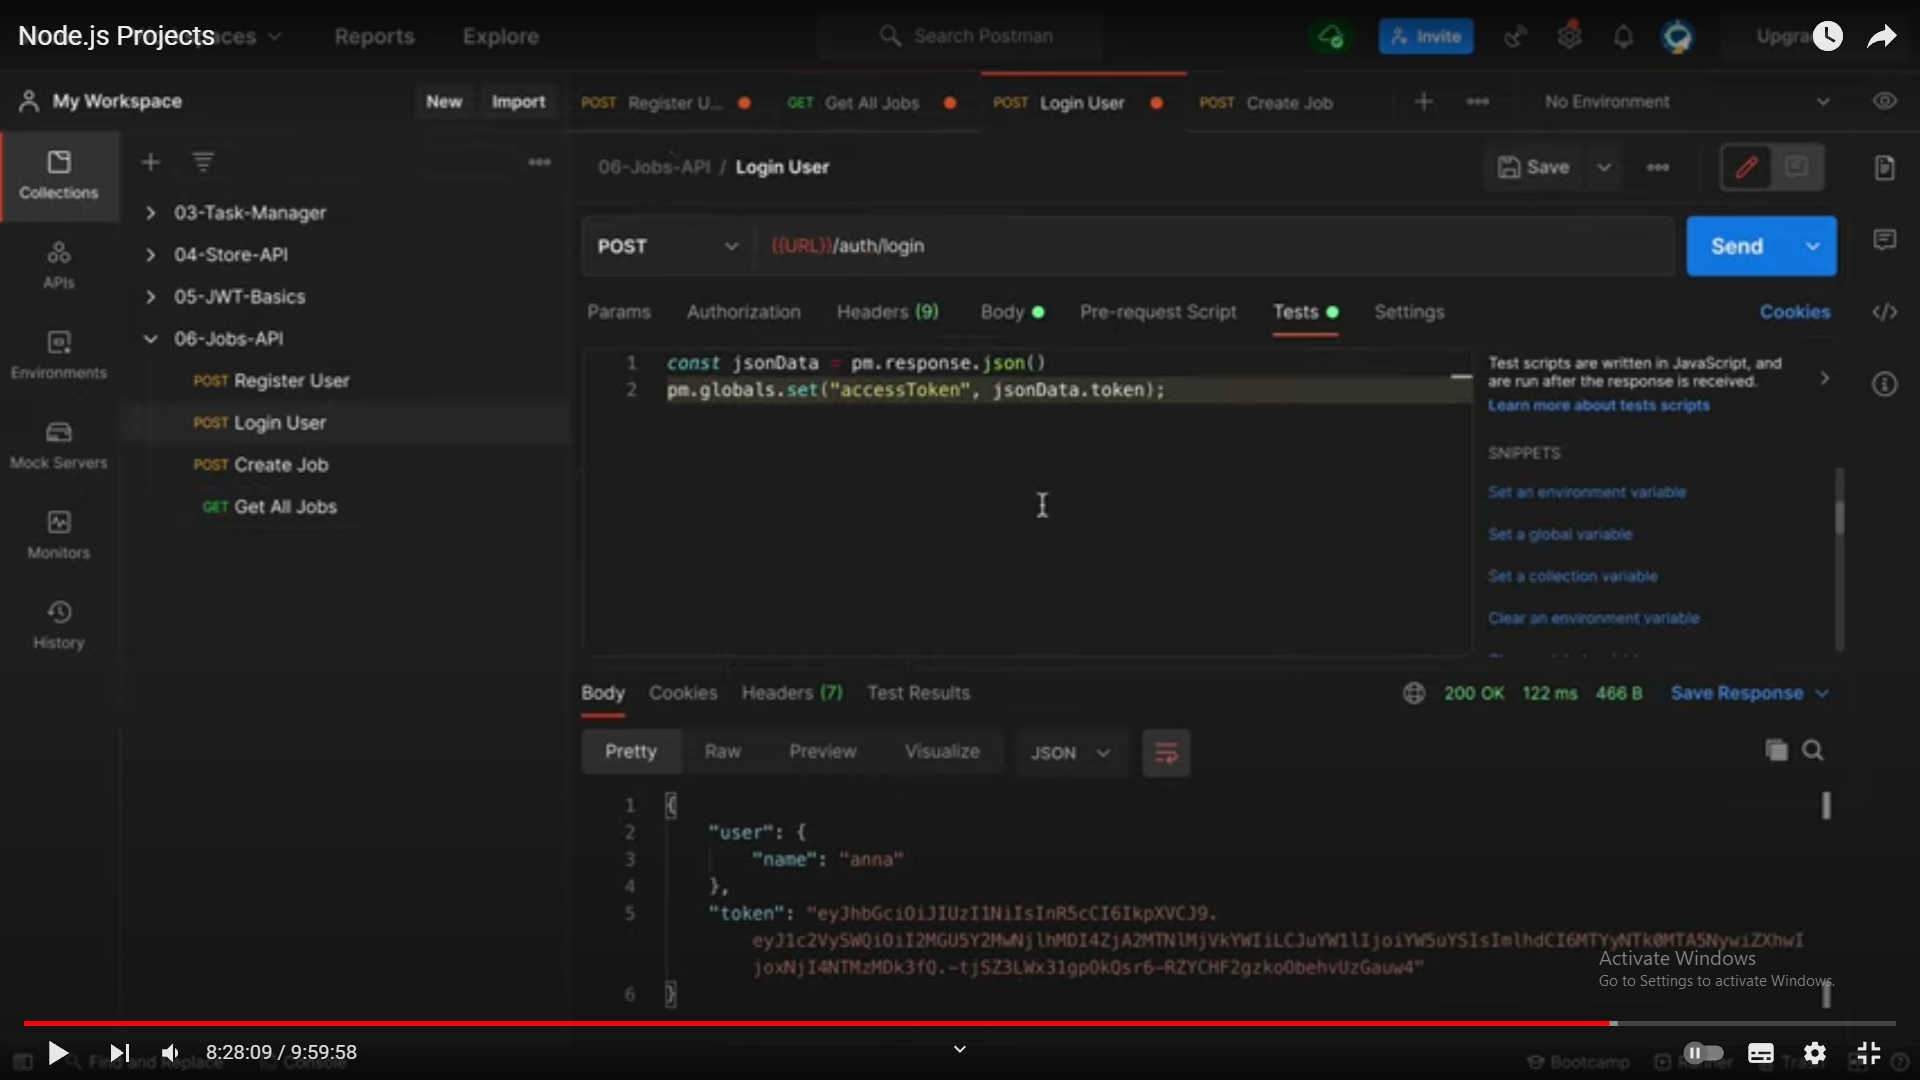 Node.js Projects
Reports
Explore
Search Postman
Invite
My Workspace
New
Import
POST Register U...
GET Get All Jobs
POST Login User
POST Create Job
No Environment
06-Jobs-API / Login User
Save
Collections
APIs
Environments
Mock Servers
Monitors
History
03-Task-Manager
04-Store-API
05-JWT-Basics
06-Jobs-API
POST Register User
POST Login User
POST Create Job
GET Get All Jobs
POST
{{URL}}/auth/login
Send
Params
Authorization
Headers (9)
Body
Pre-request Script
Tests
Settings
Cookies
1 const jsonData = pm.response.json()
2 pm.globals.set("accessToken", jsonData.token);
Test scripts are written in JavaScript, and
are run after the response is received.
Learn more about tests scripts
SNIPPETS
Set an environment variable
Set a global variable
Set a collection variable
Clear an environment variable
Body
Cookies
Headers (7)
Test Results
200 OK
122 ms
466 B
Save Response
Pretty
Raw
Preview
Visualize
JSON
1 {
2 "user": {
3 "name": "anna"
4 },
5 "token": "eyJhbGciOiJIUzI1NiIsInR5cCI6IkpXVCJ9.
6 }
Activate Windows
Go to Settings to activate Windows.
8:28:09 / 9:59:58
Find and Replace
Console
Bootcamp